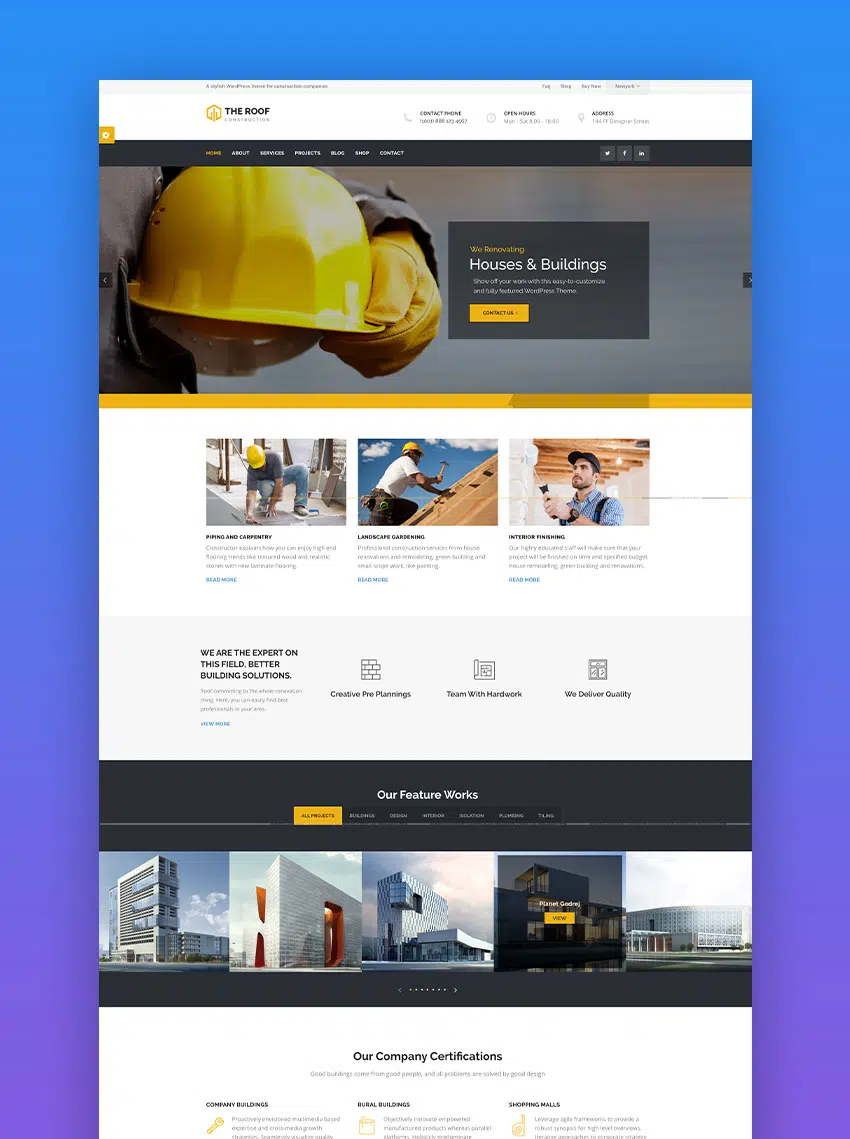 A stylish WordPress theme for construction companies
Faq Shop Buy Now Newyork
THE ROOF
CONSTRUCTION
CONTACT PHONE
(1001) 888 123 4567
OPEN HOURS
Mon - Sat 8:00 - 18:00
ADDRESS
184 FF Designer Street
HOME ABOUT SERVICES PROJECTS BLOG SHOP CONTACT
We Renovating
Houses & Buildings
Show off your work with this easy-to-customize
and fully-featured WordPress Theme.
CONTACT US
PIPING AND CARPENTRY
Constructor explains how you can enjoy high end
flooring trends like textured wood and realistic
stones with new laminate flooring.
READ MORE
LANDSCAPE GARDENING
Professional construction services from house
renovations and remodeling, green building and
small-scope work, like painting.
READ MORE
INTERIOR FINISHING
Our highly educated staff will make sure that your
project will be finished on time and specified budget
house remodeling, green building and renovations.
READ MORE
WE ARE THE EXPERT ON
THIS FIELD, BETTER
BUILDING SOLUTIONS.
Roof commiting to the whole renovation
thing. Here, you can easily find best
professionals in your area.
VIEW MORE
Creative Pre Plannings
Team With Hardwork
We Deliver Quality
Our Feature Works
ALL PROJECTS BUILDINGS DESIGN INTERIOR ISOLATION PLUMBING TILING
Planet Godrej
VIEW
Our Company Certifications
Good buildings come from good people, and all problems are solved by good design
COMPANY BUILDINGS
Proactively envisioned multimedia based
expertise and cross-media growth
strategies. Seamlessly visualize quality
RURAL BUILDINGS
Objectively innovate empowered
manufactured products whereas parallel
platforms. Holisticly predominate
SHOPPING MALLS
Leverage agile frameworks to provide a
robust synopsis for high level overviews.
Iterative approaches to corporate strategy